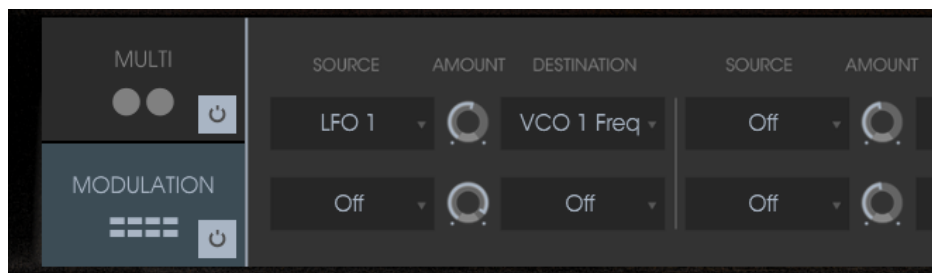 MULTI
SOURCE AMOUNT DESTINATION SOURCE AMOUNT
LFO 1 VCO 1 Freq Off
MODULATION
Off Off Off